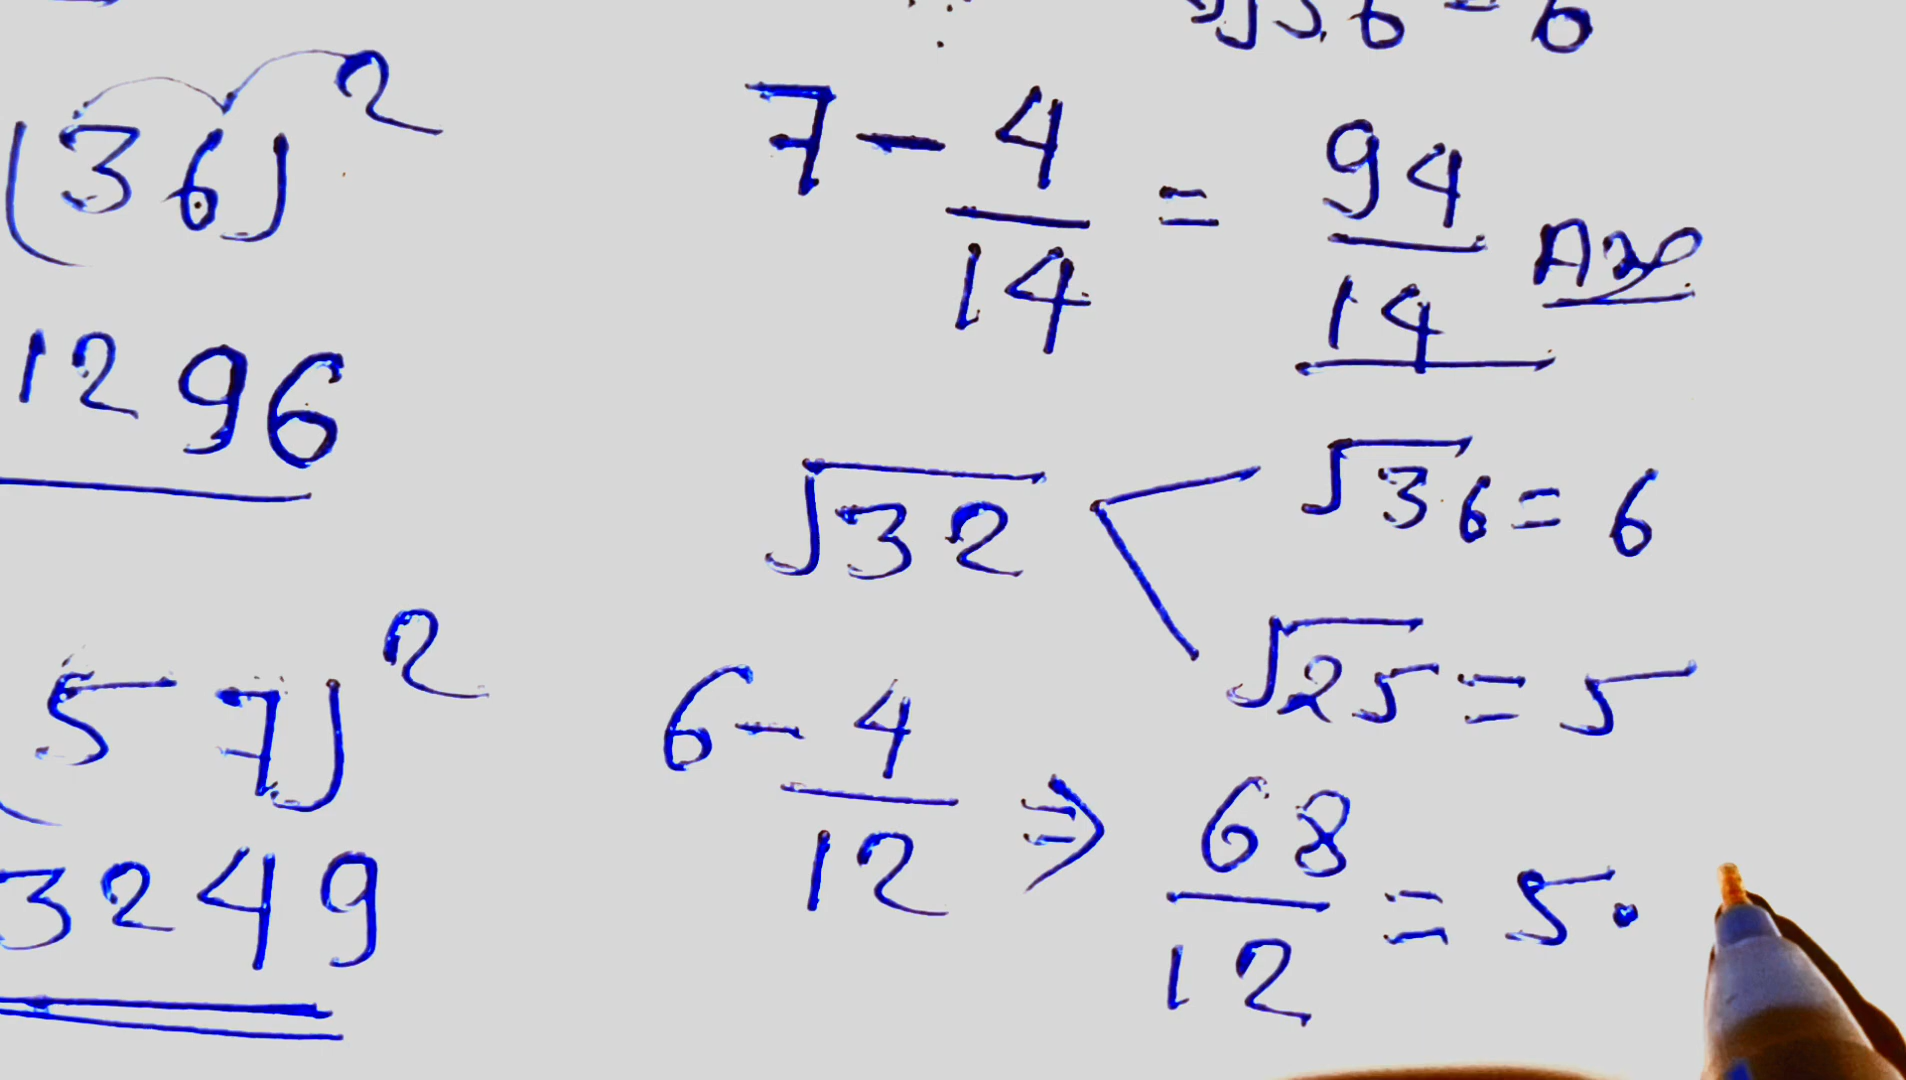 √36 = 6
(36)²
7 - 4/14 = 94/14 Ans
1296
√32 < √36 = 6
√25 = 5
(57)²
6 - 4/12 ⇒ 68/12 = 5.
3249